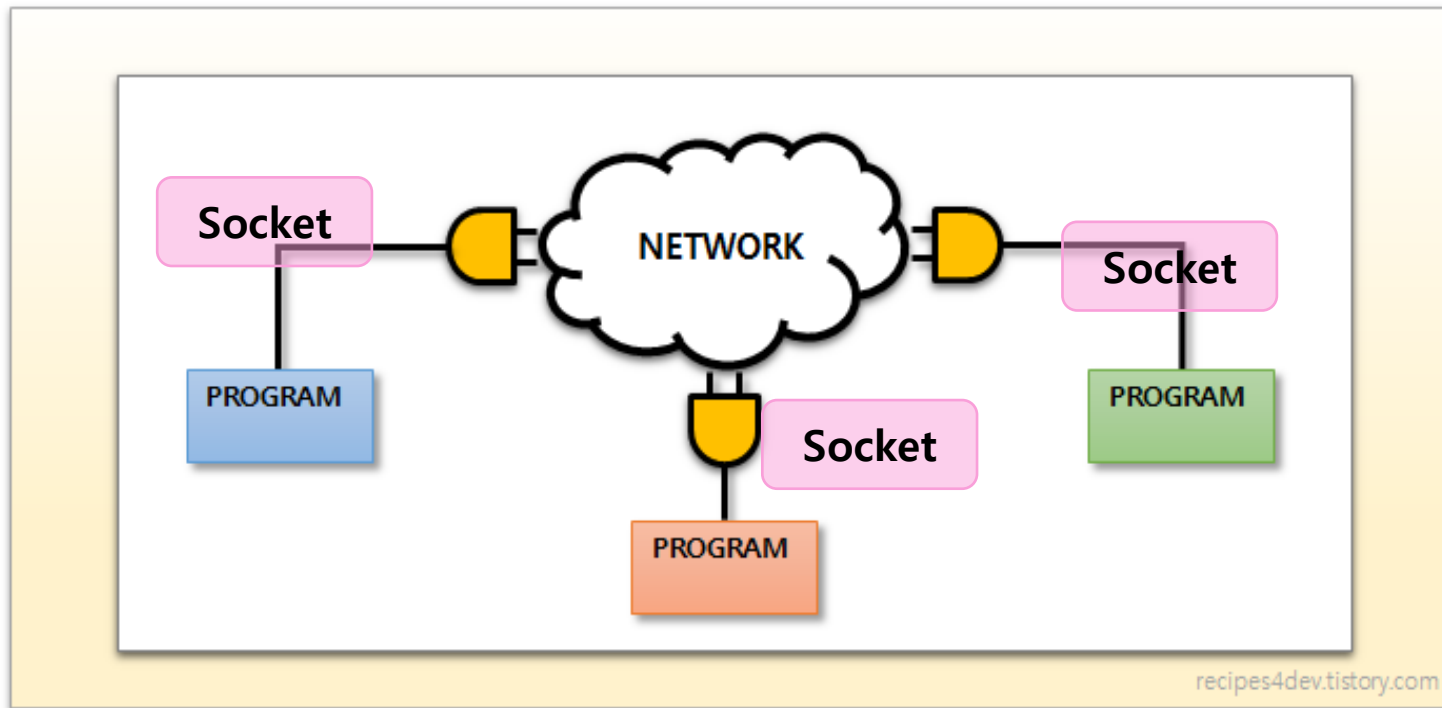 Socket
NETWORK
Socket
PROGRAM
PROGRAM
Socket
PROGRAM
recipes4dev.tistory.com